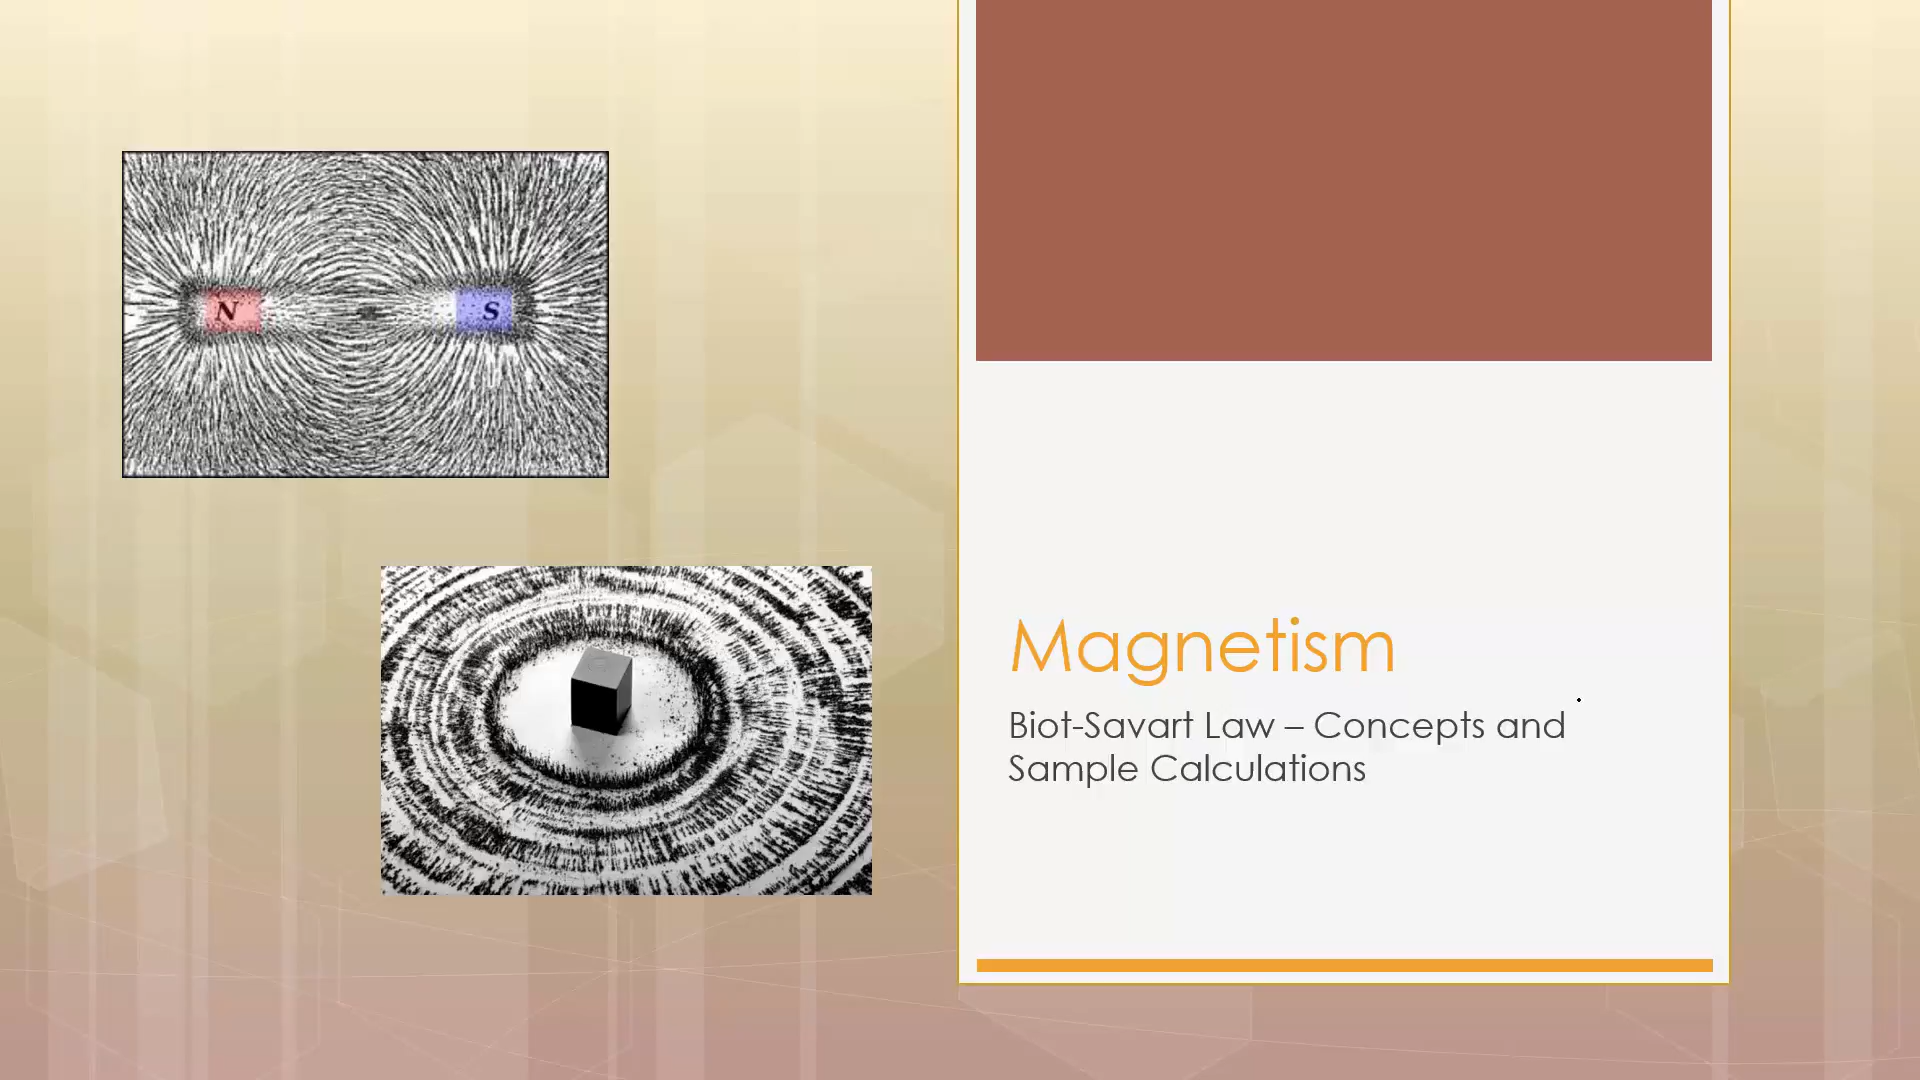 N
S
Magnetism
Biot-Savart Law – Concepts and
Sample Calculations